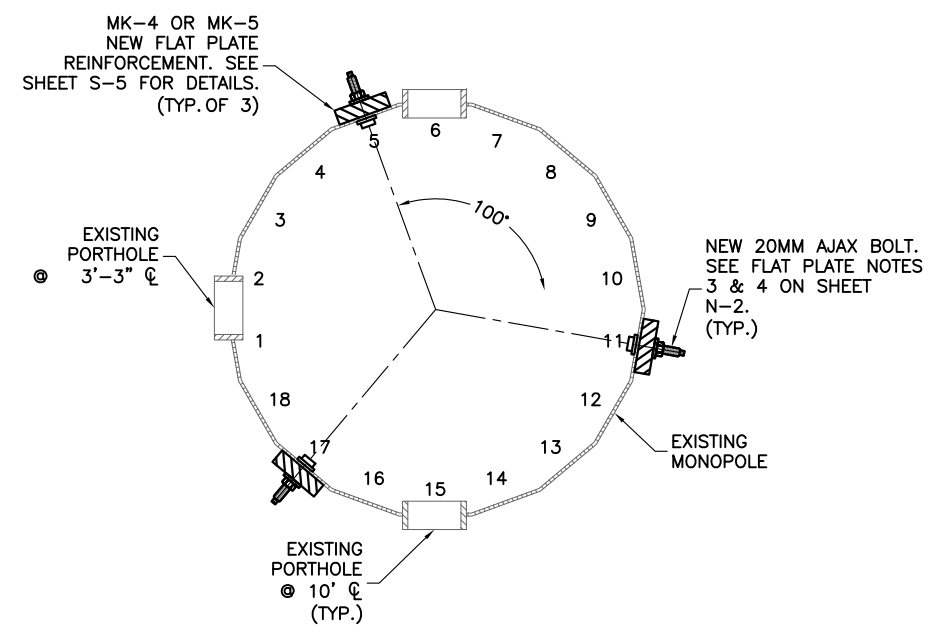 MK-4 OR MK-5
NEW FLAT PLATE
REINFORCEMENT. SEE
SHEET S-5 FOR DETAILS.
(TYP. OF 3)
EXISTING
PORTHOLE
@ 3'-3" ℄
NEW 20MM AJAX BOLT.
SEE FLAT PLATE NOTES
3 & 4 ON SHEET
N-2.
(TYP.)
EXISTING
MONOPOLE
EXISTING
PORTHOLE
@ 10' ℄
(TYP.)
100°
1
2
3
4
5
6
7
8
9
10
11
12
13
14
15
16
17
18